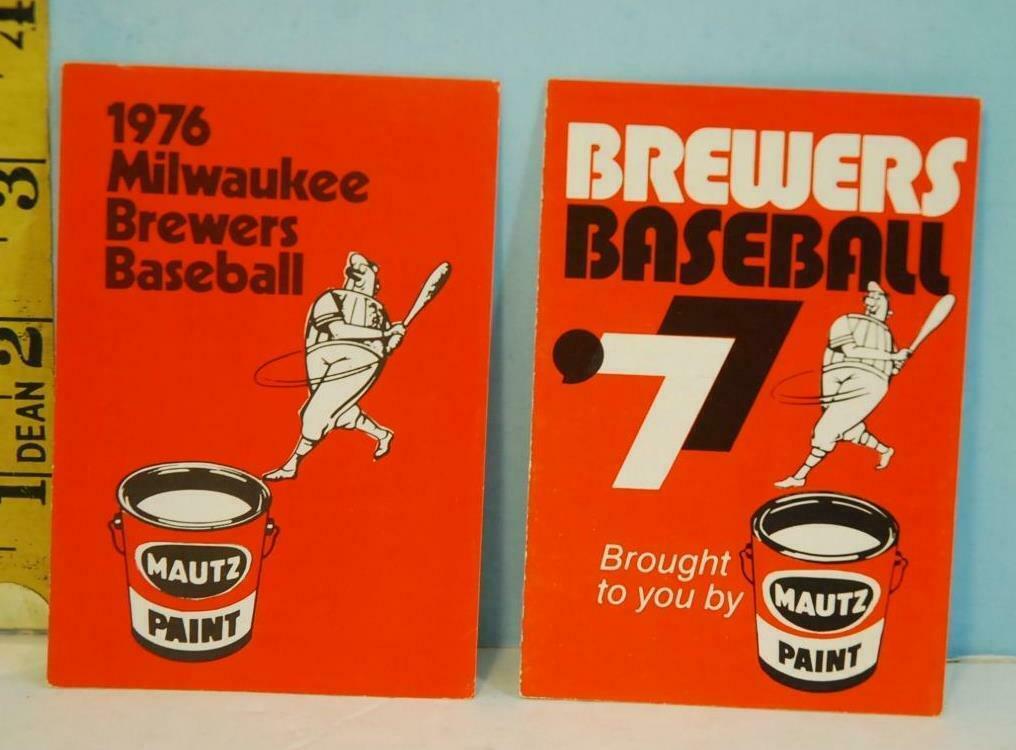 4
3
2
1
DEAN
1976
Milwaukee
Brewers
Baseball
MAUTZ
PAINT
BREWERS
BASEBALL
'77
Brought
to you by
MAUTZ
PAINT